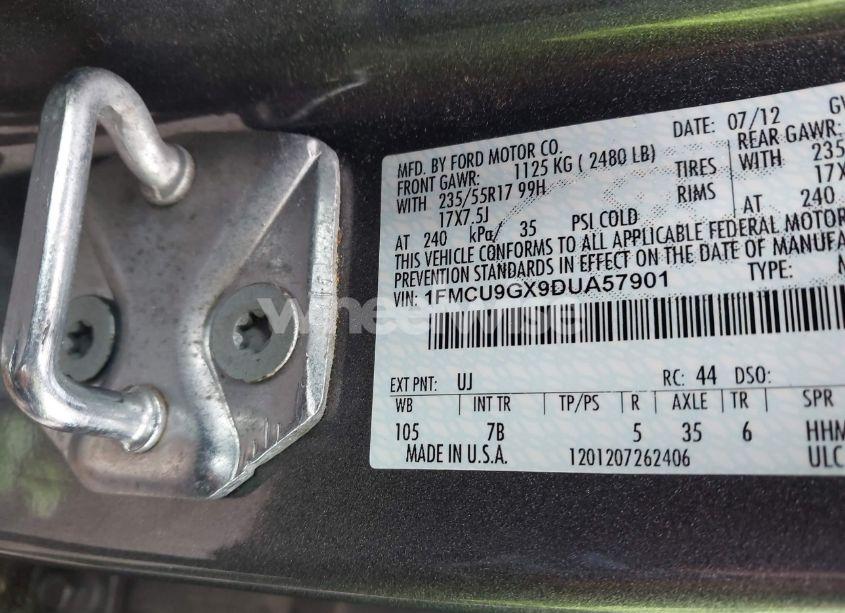 MFD. BY FORD MOTOR CO.
DATE: 07/12
FRONT GAWR: 1125 KG ( 2480 LB)
REAR GAWR:
WITH 235/55R17 99H TIRES
WITH 235
17X7.5J RIMS
17X
AT 240 kPa/ 35 PSI COLD
AT 240
THIS VEHICLE CONFORMS TO ALL APPLICABLE FEDERAL MOTOR
PREVENTION STANDARDS IN EFFECT ON THE DATE OF
VIN: 1FMCU9GX9DUA57901
TYPE:
wheelwise
EXT PNT: UJ RC: 44 DSO:
WB INT TR TP/PS R AXLE TR SPR
105 7B 5 35 6 HHM
MADE IN U.S.A. 1201207262406 ULC